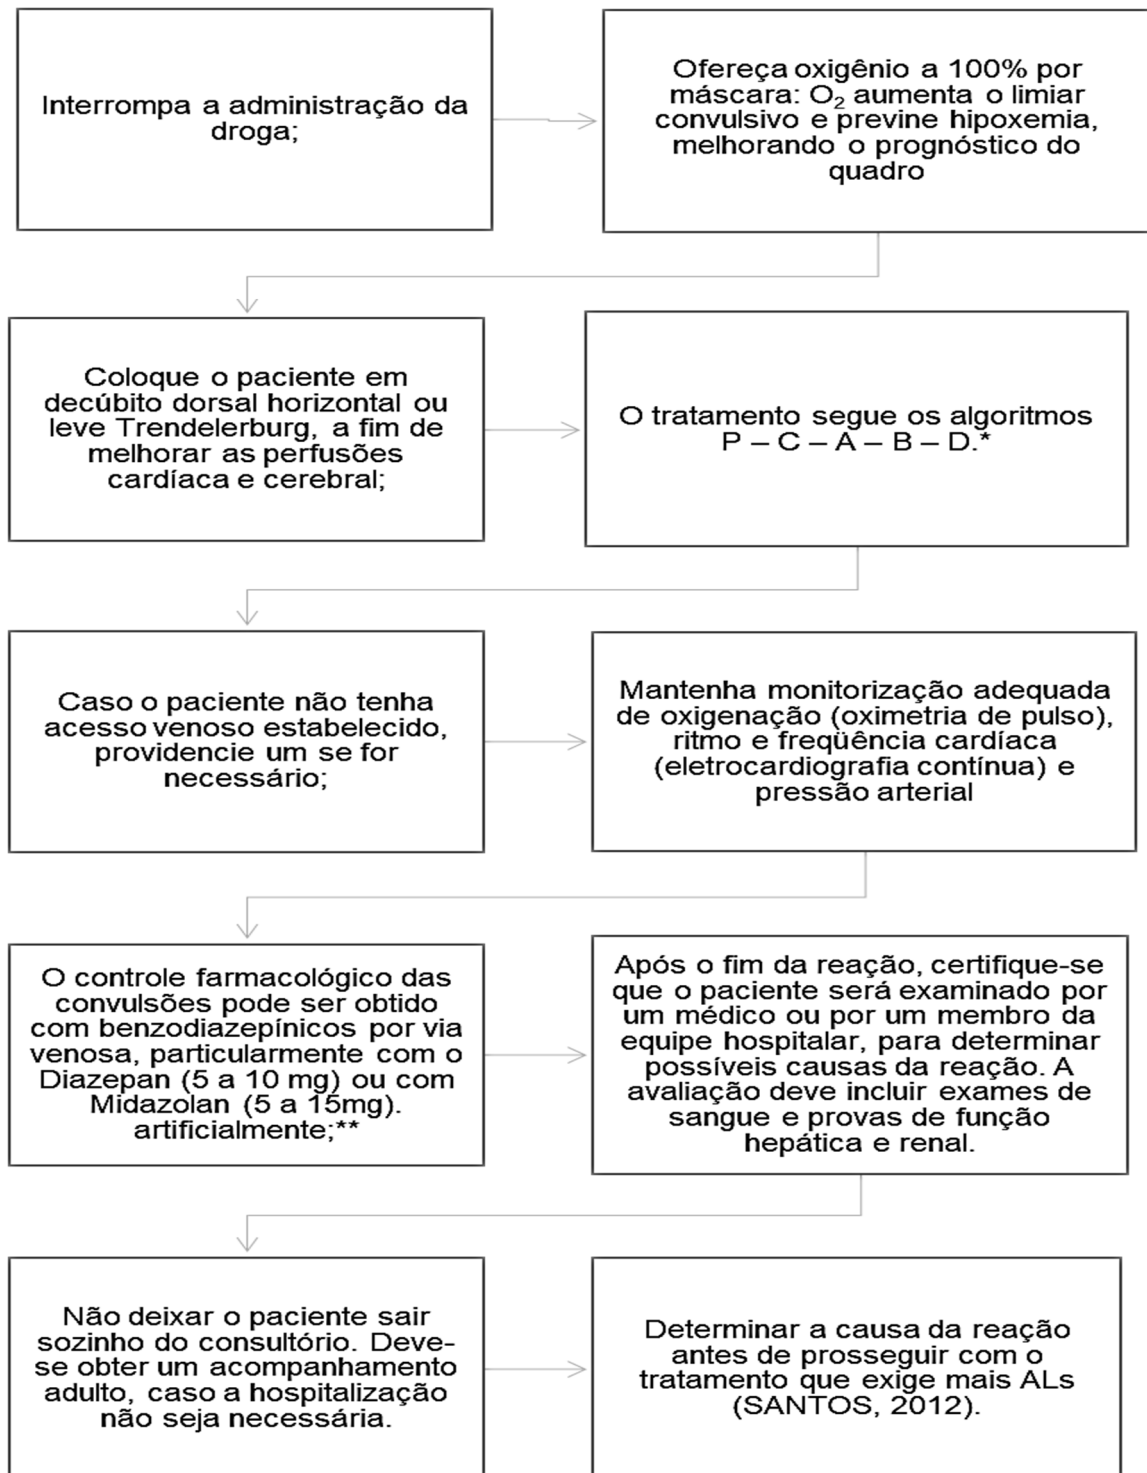 Interrompa a administração da
droga;
Ofereça oxigênio a 100% por
máscara: O₂ aumenta o limiar
convulsivo e previne hipoxemia,
melhorando o prognóstico do
quadro
Coloque o paciente em
decúbito dorsal horizontal ou
leve Trendelerburg, a fim de
melhorar as perfusões
cardíaca e cerebral;
O tratamento segue os algoritmos
P – C – A – B – D.*
Caso o paciente não tenha
acesso venoso estabelecido,
providencie um se for
necessário;
Mantenha monitorização adequada
de oxigenação (oximetria de pulso),
ritmo e freqüência cardíaca
(eletrocardiografia contínua) e
pressão arterial
O controle farmacológico das
convulsões pode ser obtido
com benzodiazepínicos por via
venosa, particularmente com o
Diazepan (5 a 10 mg) ou com
Midazolan (5 a 15mg).
artificialmente;**
Após o fim da reação, certifique-se
que o paciente será examinado por
um médico ou por um membro da
equipe hospitalar, para determinar
possíveis causas da reação. A
avaliação deve incluir exames de
sangue e provas de função
hepática e renal.
Não deixar o paciente sair
sozinho do consultório. Deve-
se obter um acompanhamento
adulto, caso a hospitalização
não seja necessária.
Determinar a causa da reação
antes de prosseguir com o
tratamento que exige mais ALs
(SANTOS, 2012).